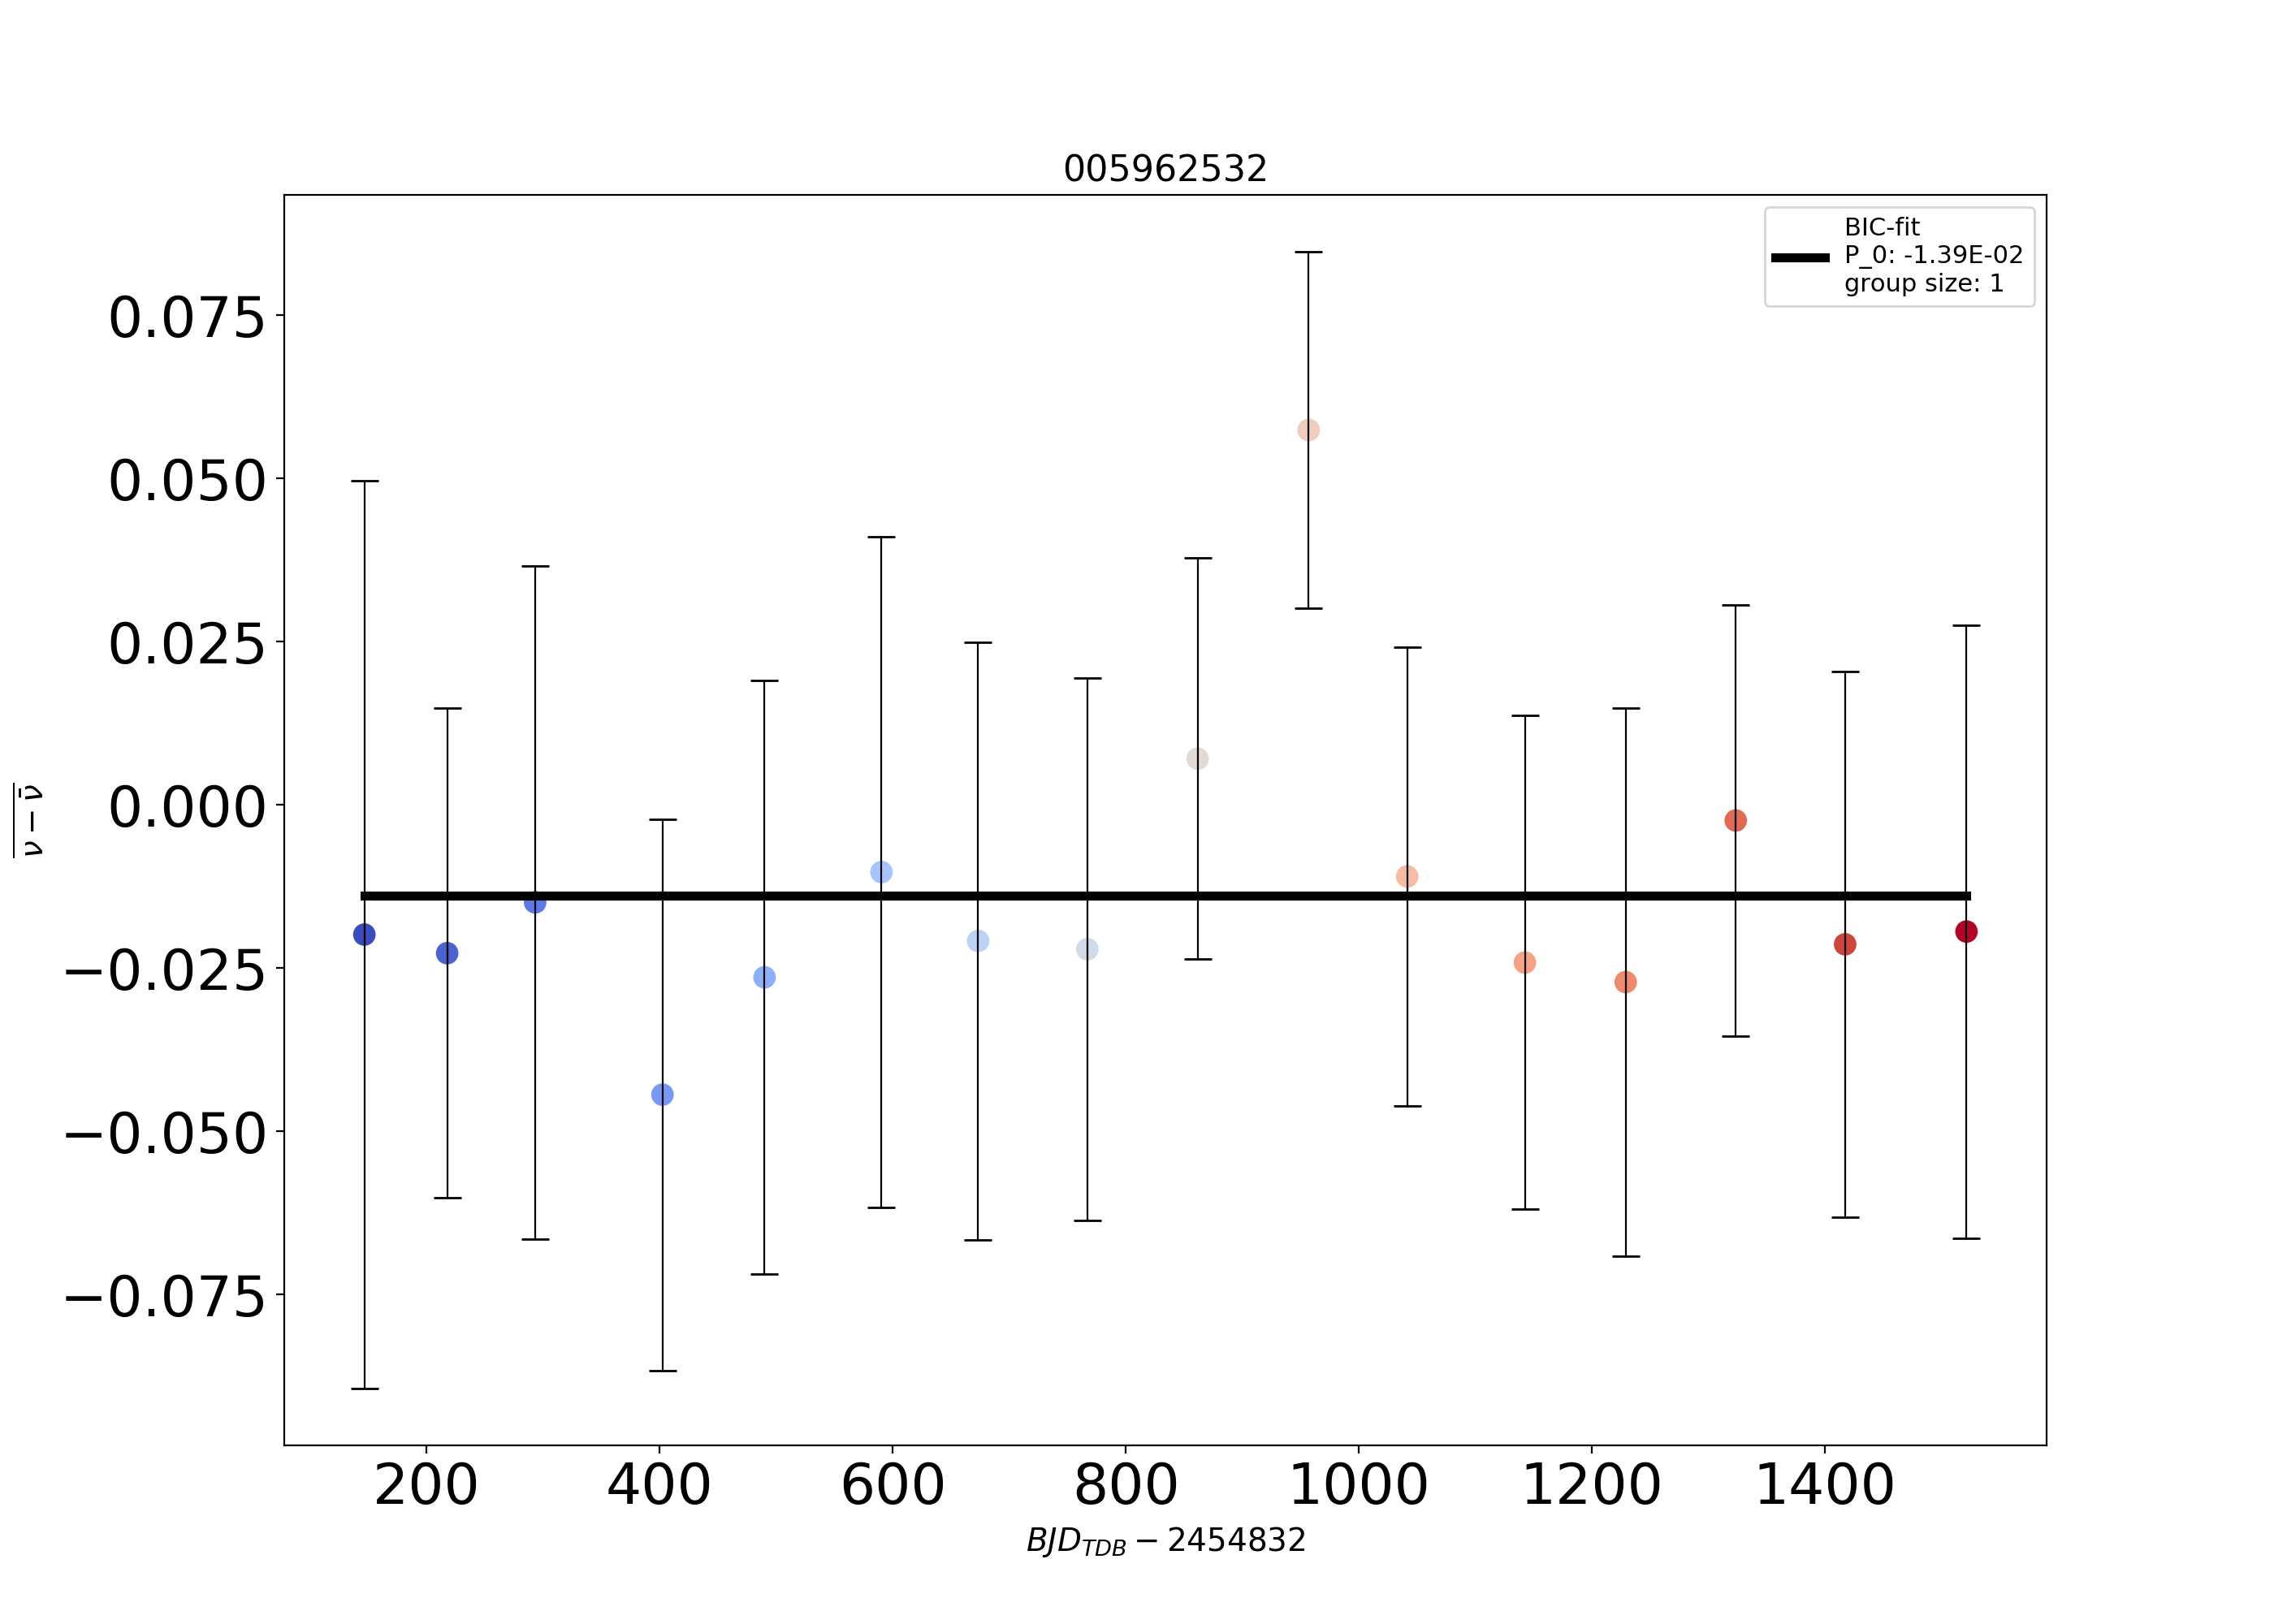 005962532
BIC-fit
P_0: -1.39E-02
group size: 1
0.075
0.050
0.025
0.000
−0.025
−0.050
−0.075
ν − ν̄
200 400 600 800 1000 1200 1400
BJD_TDB − 2454832